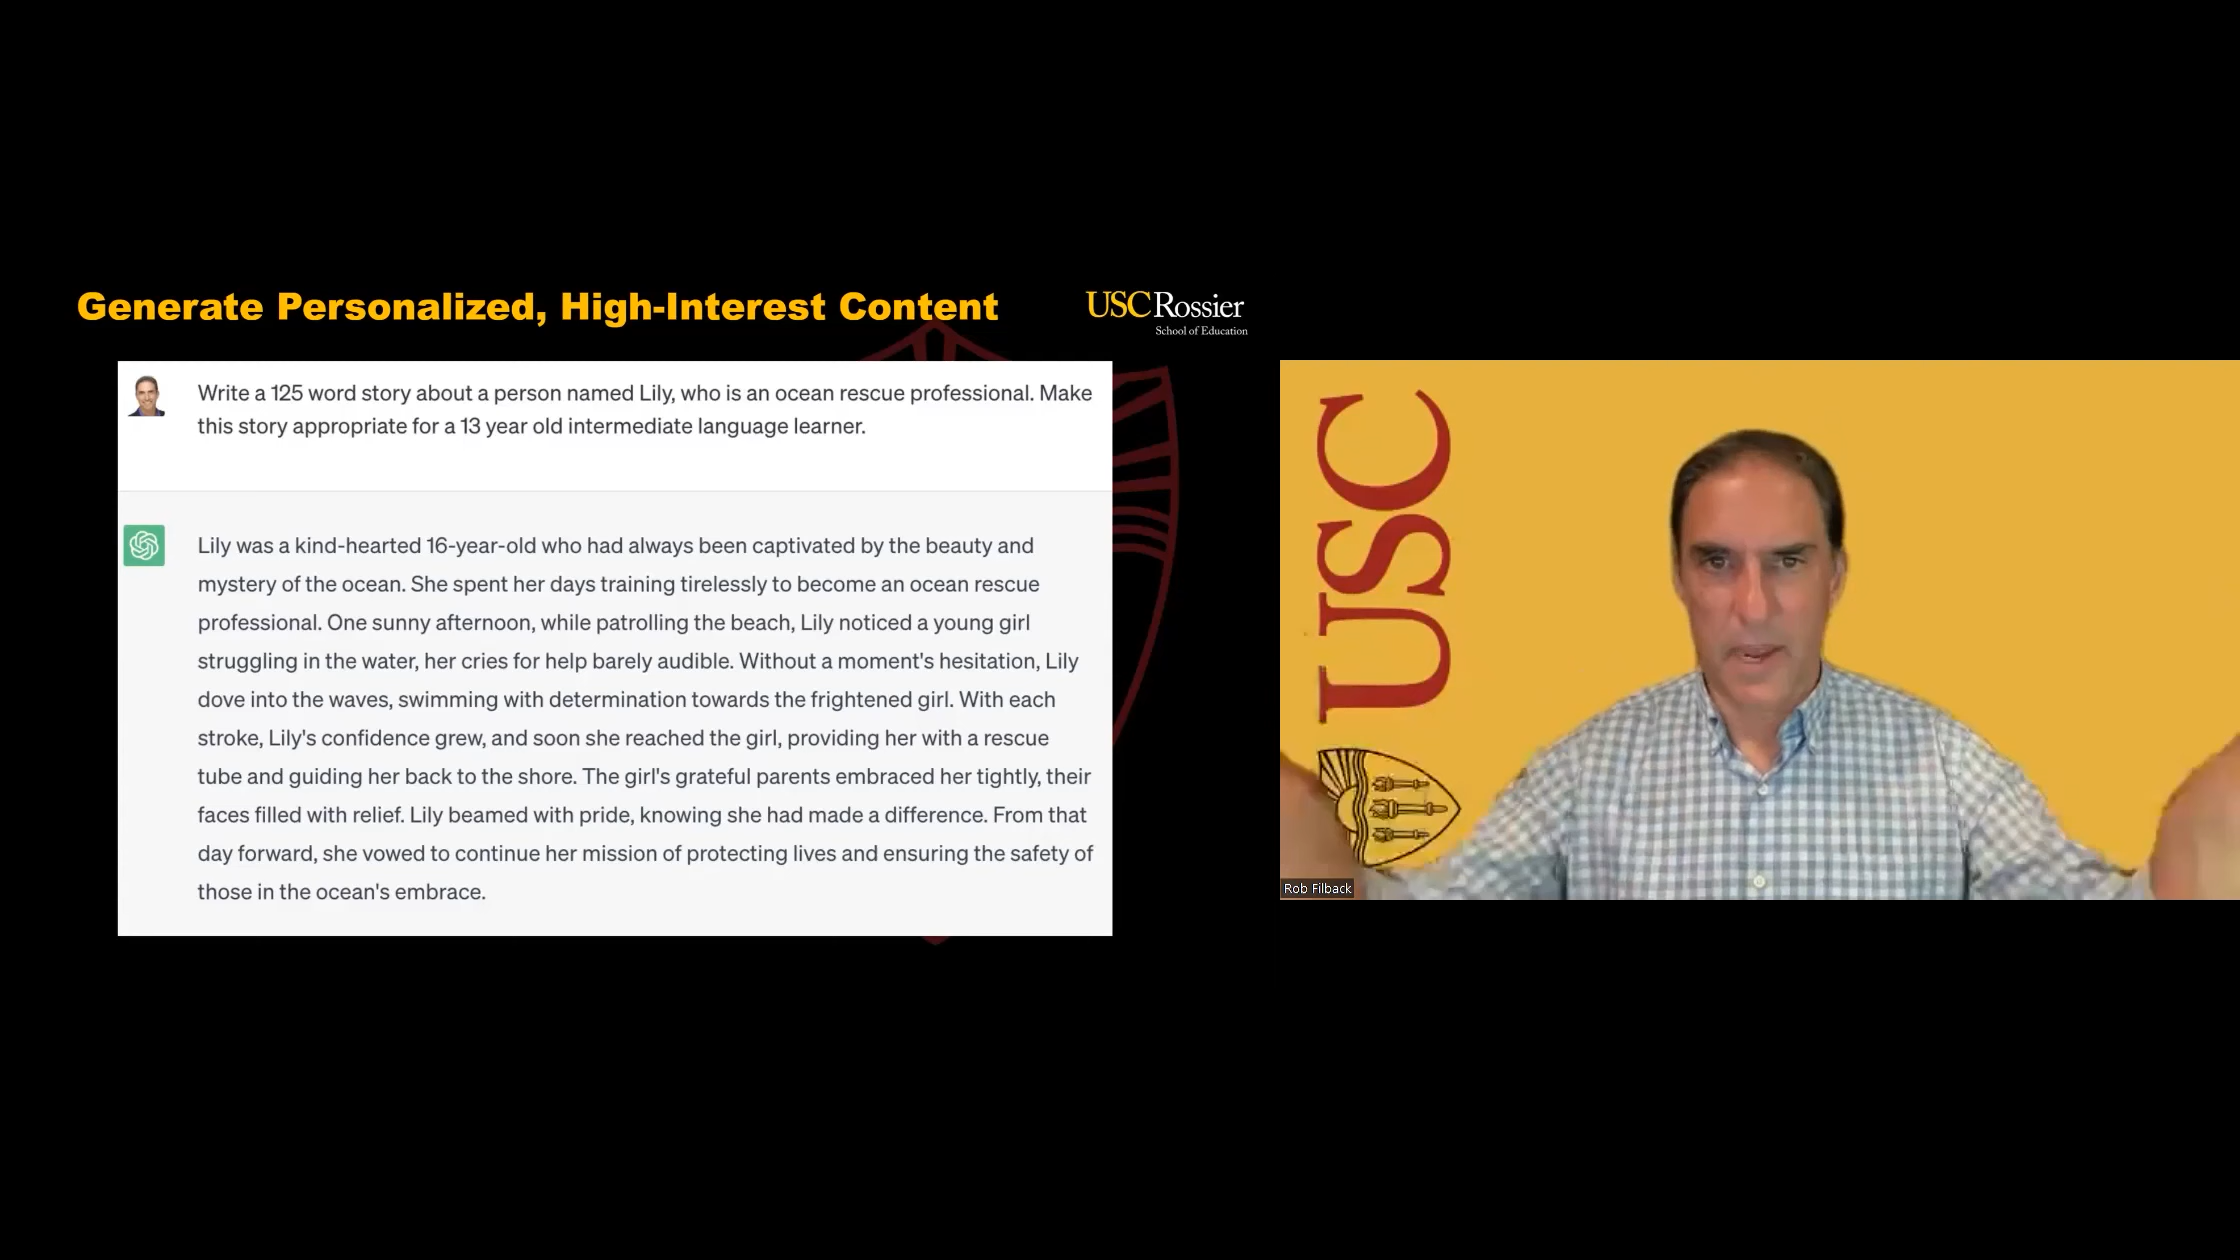 Generate Personalized, High-Interest Content
USC Rossier
School of Education
Write a 125 word story about a person named Lily, who is an ocean rescue professional. Make
this story appropriate for a 13 year old intermediate language learner.
Lily was a kind-hearted 16-year-old who had always been captivated by the beauty and
mystery of the ocean. She spent her days training tirelessly to become an ocean rescue
professional. One sunny afternoon, while patrolling the beach, Lily noticed a young girl
struggling in the water, her cries for help barely audible. Without a moment's hesitation, Lily
dove into the waves, swimming with determination towards the frightened girl. With each
stroke, Lily's confidence grew, and soon she reached the girl, providing her with a rescue
tube and guiding her back to the shore. The girl's grateful parents embraced her tightly, their
faces filled with relief. Lily beamed with pride, knowing she had made a difference. From that
day forward, she vowed to continue her mission of protecting lives and ensuring the safety of
those in the ocean's embrace.
USC
Rob Filback